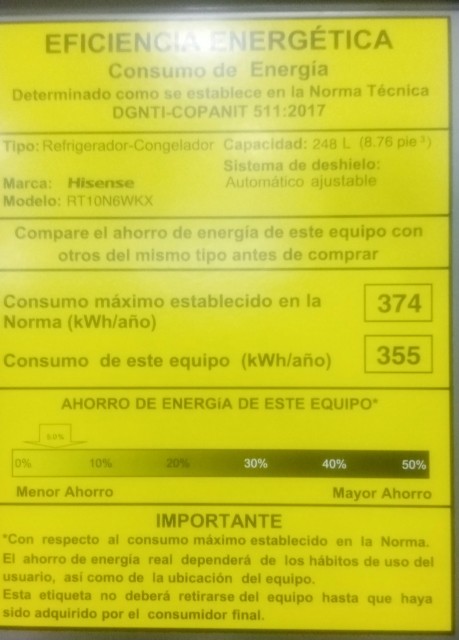 EFICIENCIA ENERGÉTICA
Consumo de Energía
Determinado como se establece en la Norma Técnica
DGNTI-COPANIT 511:2017
Tipo: Refrigerador-Congelador Capacidad: 248 L (8.76 pie ³)
Sistema de deshielo:
Marca: Hisense Automático ajustable
Modelo: RT10N6WKX
Compare el ahorro de energía de este equipo con
otros del mismo tipo antes de comprar
Consumo máximo establecido en la 374
Norma (kWh/año)
Consumo de este equipo (kWh/año) 355
AHORRO DE ENERGíA DE ESTE EQUIPO*
5.0%
0% 10% 20% 30% 40% 50%
Menor Ahorro Mayor Ahorro
IMPORTANTE
*Con respecto al consumo máximo establecido en la Norma.
El ahorro de energía real dependerá de los hábitos de uso del
usuario, asi como de la ubicación del equipo.
Esta etiqueta no deberá retirarse del equipo hasta que haya
sido adquirido por el consumidor final.